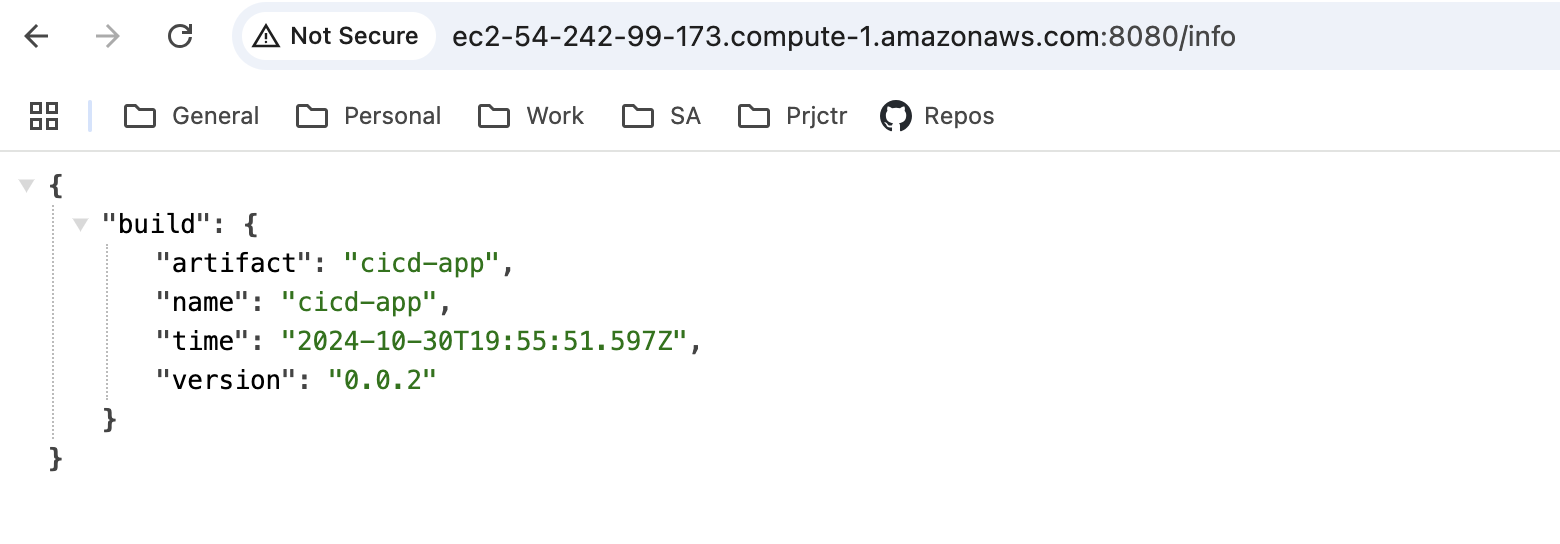 Not Secure ec2-54-242-99-173.compute-1.amazonaws.com:8080/info
General Personal Work SA Prjctr Repos
{
"build": {
"artifact": "cicd-app",
"name": "cicd-app",
"time": "2024-10-30T19:55:51.597Z",
"version": "0.0.2"
}
}